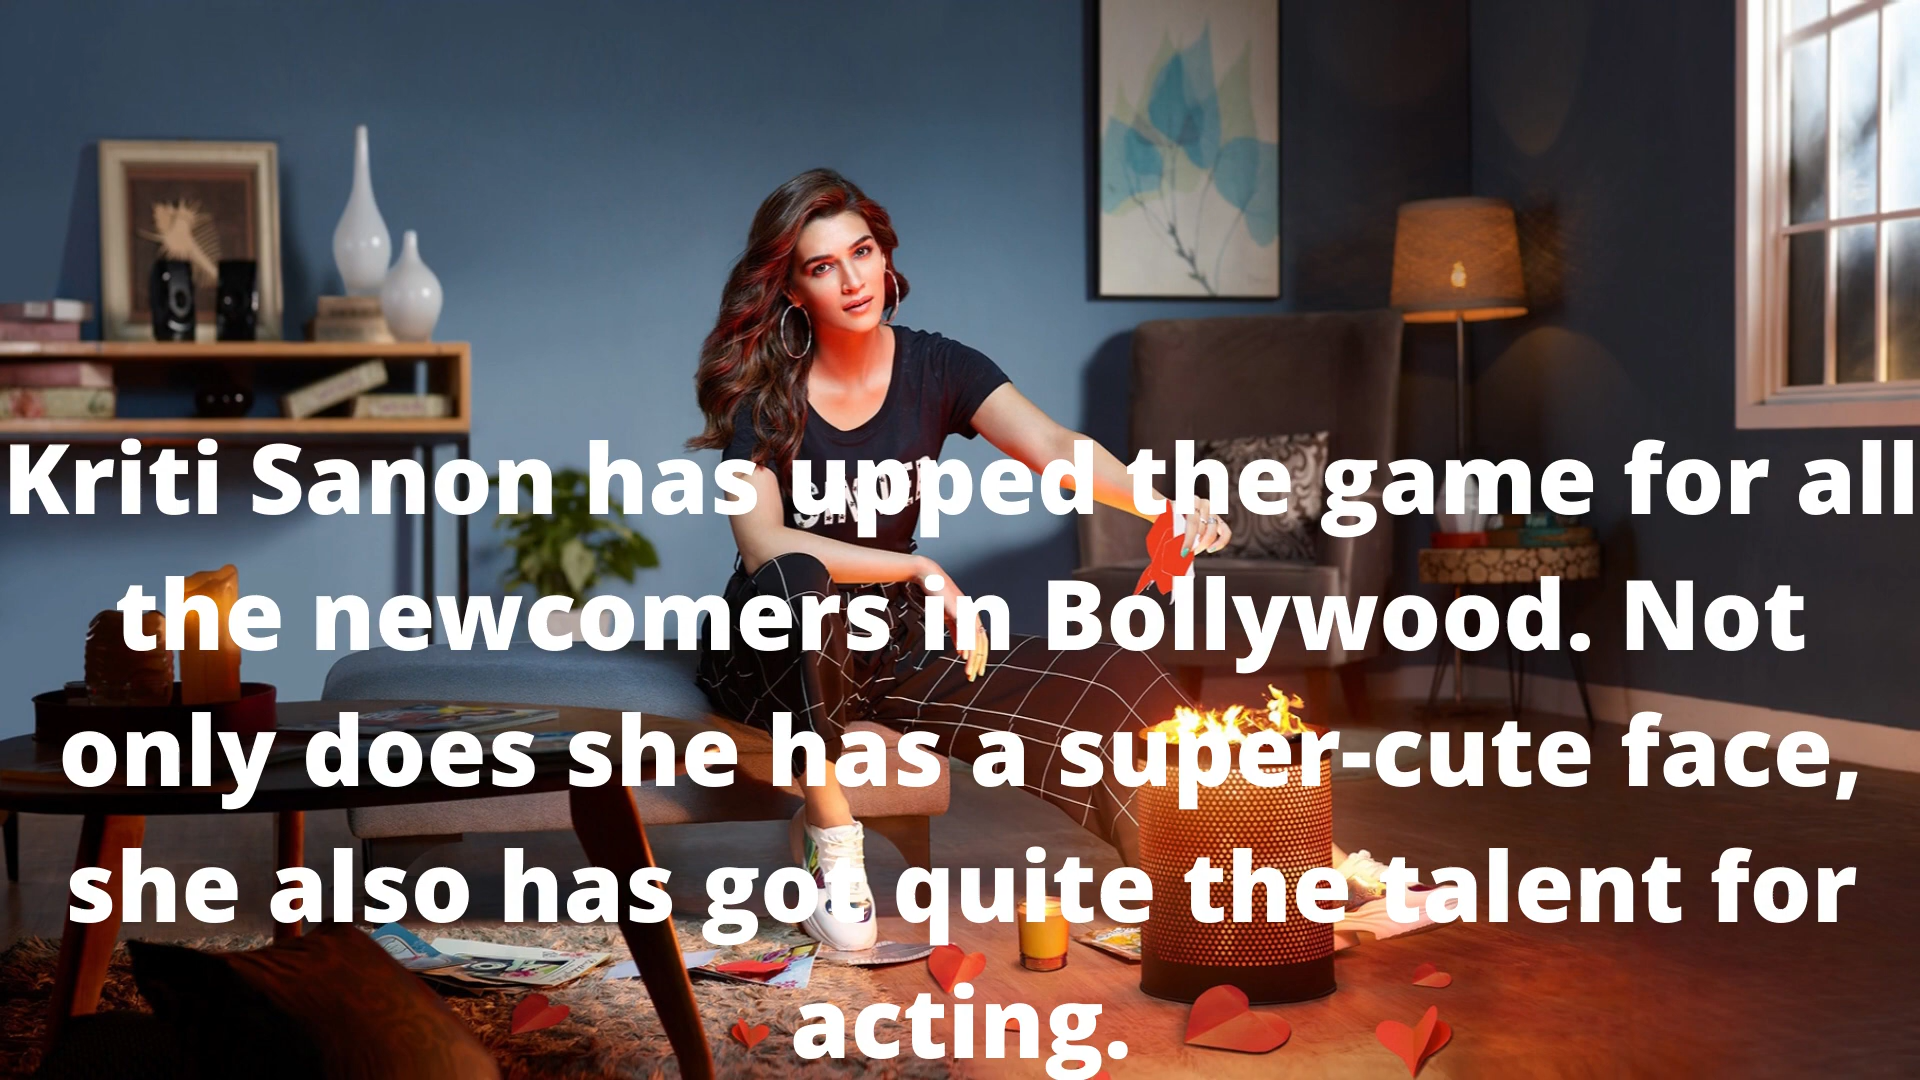 Kriti Sanon has upped the game for all
the newcomers in Bollywood. Not
only does she has a super-cute face,
she also has got quite the talent for
acting.